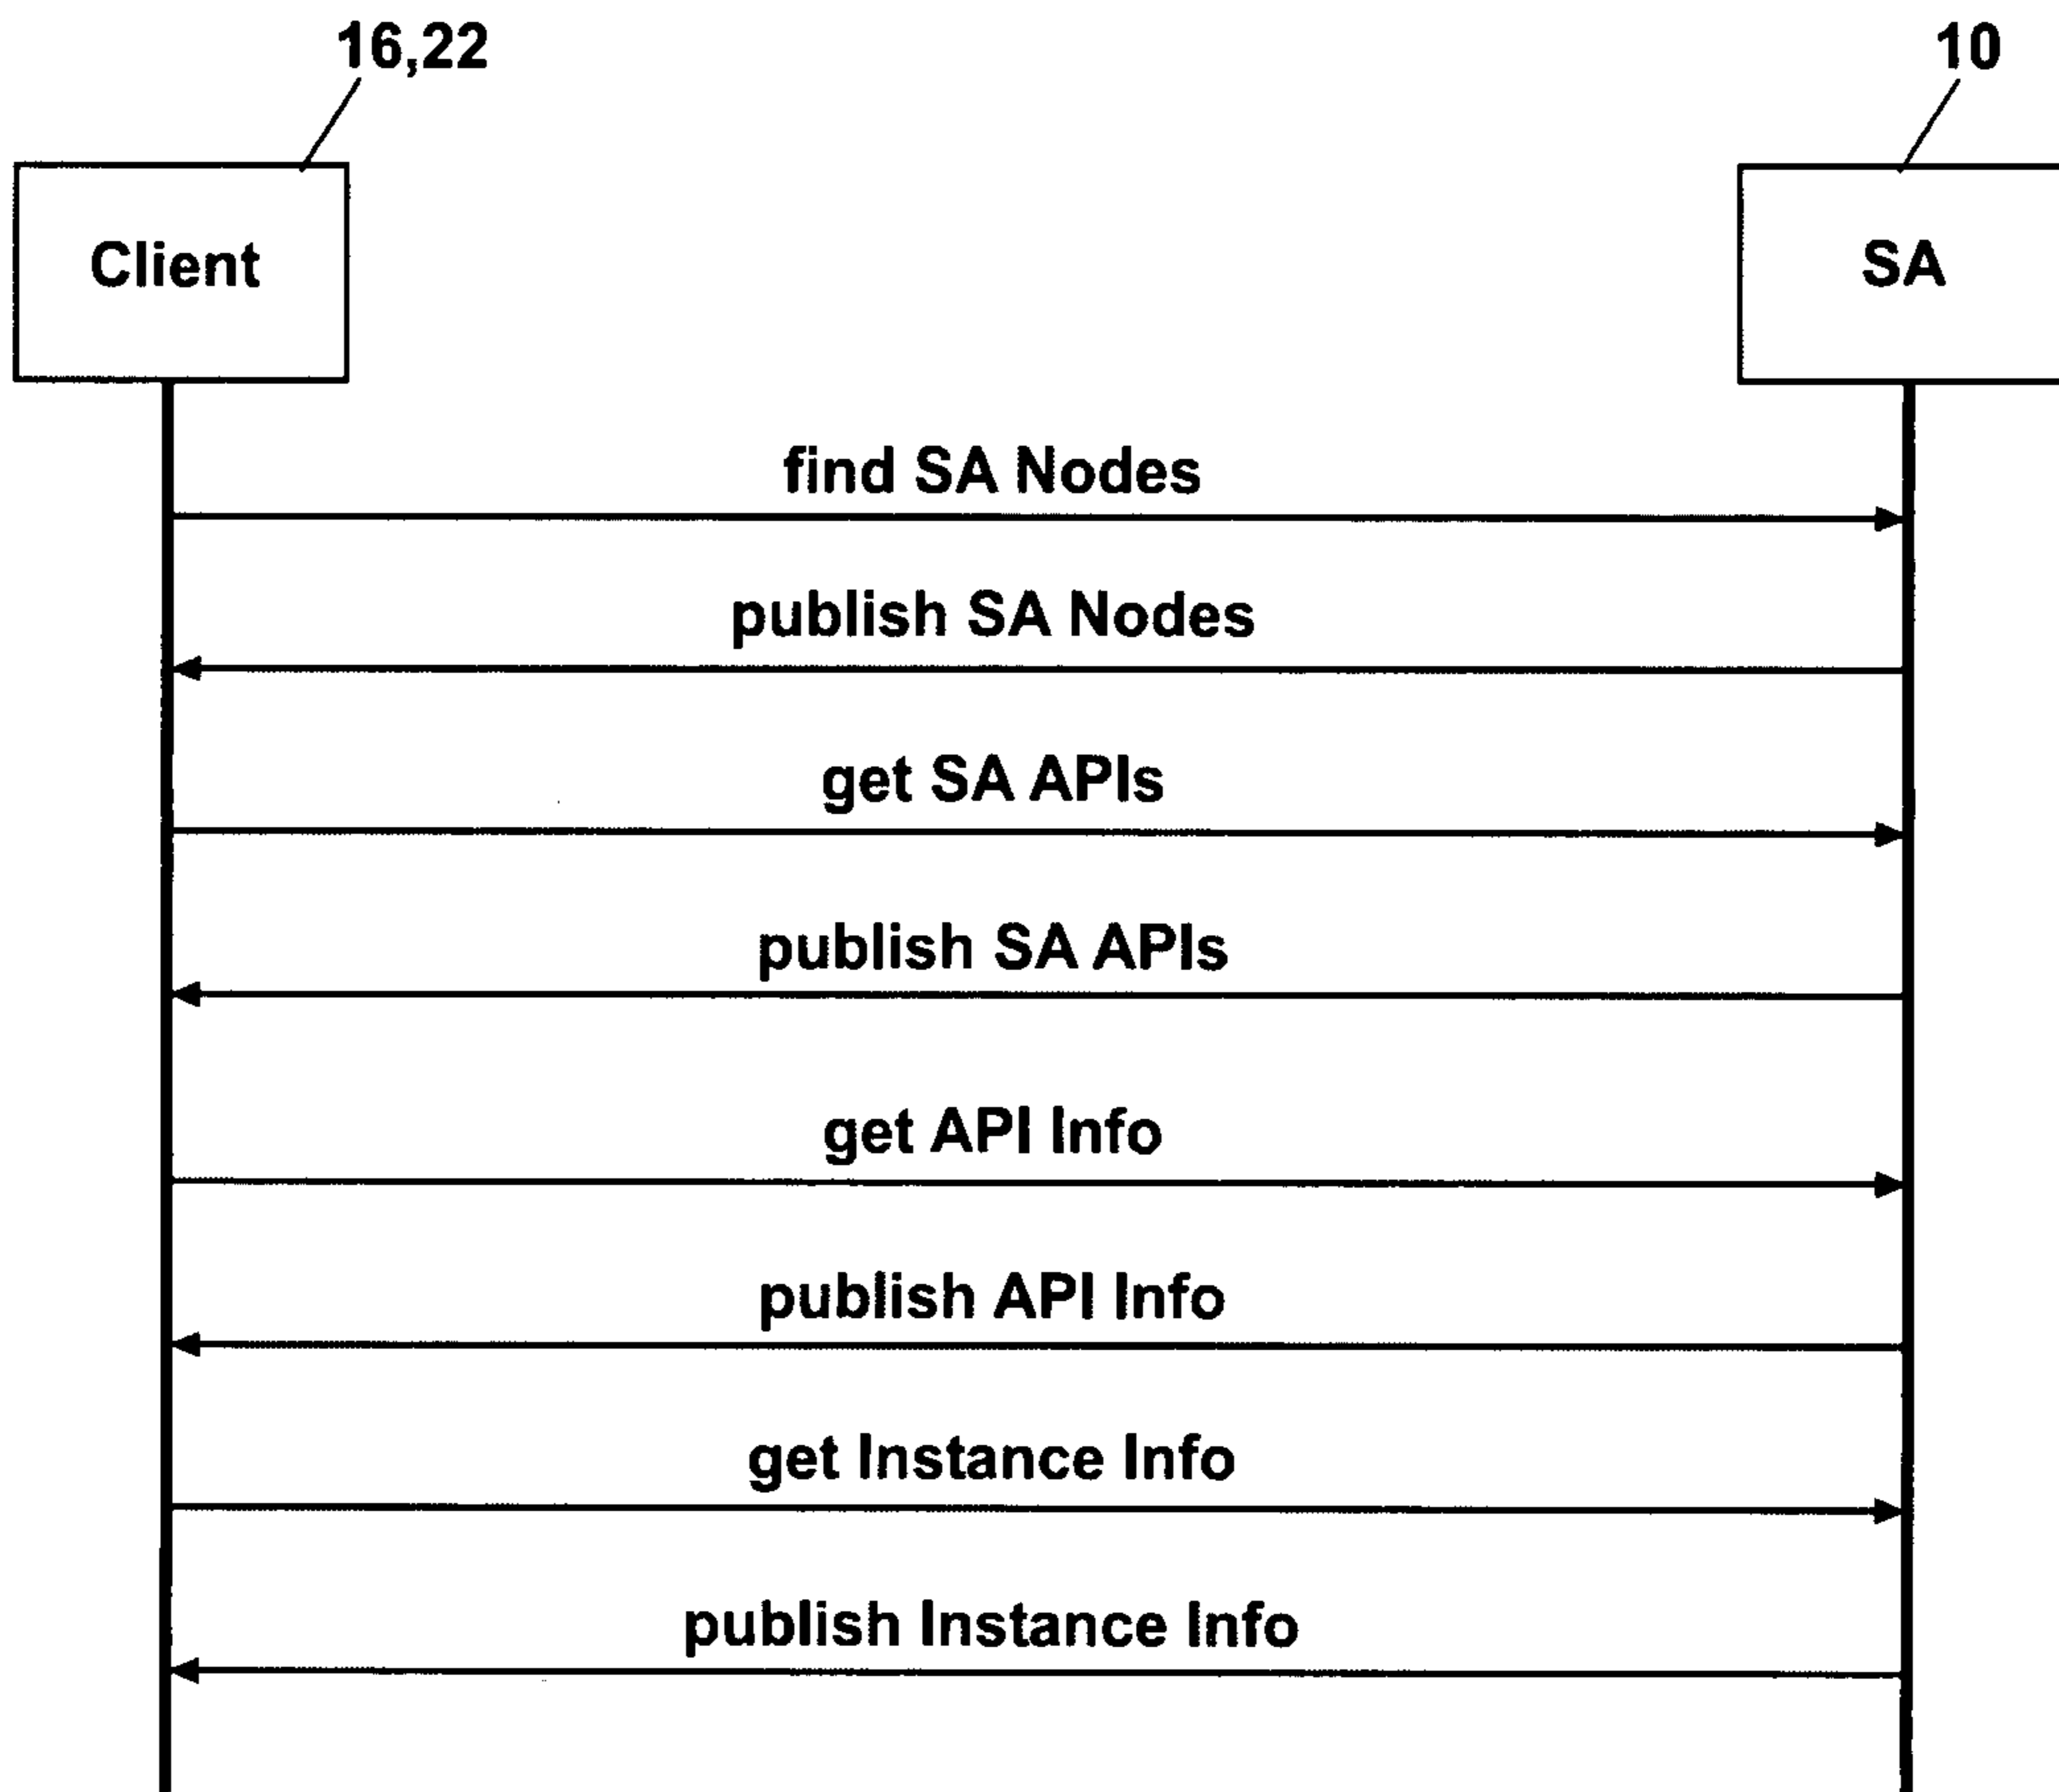 16,22
10
Client
SA
find SA Nodes
publish SA Nodes
get SA APIs
publish SA APIs
get API Info
publish API Info
get Instance Info
publish Instance Info